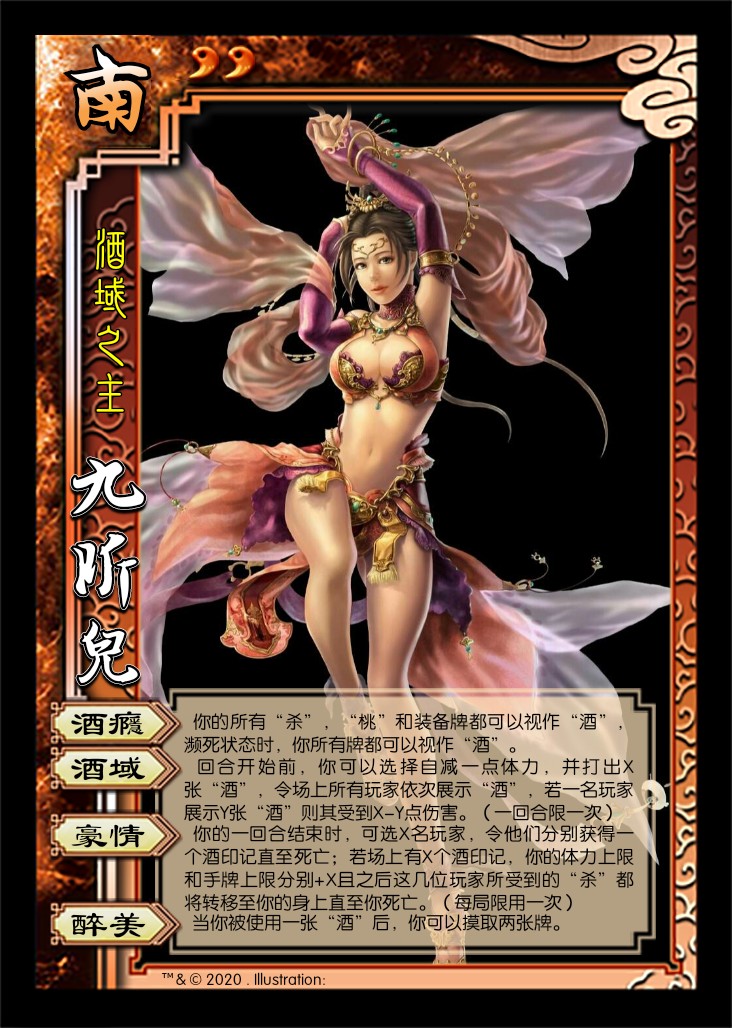 南
酒域之主
九阶兒
酒癮
你的所有“杀”，“桃”和装备牌都可以视作“酒”，
濒死状态时，你所有牌都可以视作“酒”。
酒域
回合开始前，你可以选择自减一点体力，并打出X
张“酒”，令场上所有玩家依次展示“酒”，若一名玩家
展示Y张“酒”则其受到X-Y点伤害。（一回合限一次）
豪情
你的一回合结束时，可选X名玩家，令他们分别获得一
个酒印记直至死亡；若场上有X个酒印记，你的体力上限
和手牌上限分别+X且之后这几位玩家所受到的“杀”都
将转移至你的身上直至你死亡。（每局限用一次）
醉美
当你被使用一张“酒”后，你可以摸取两张牌。
™& © 2020 . Illustration: